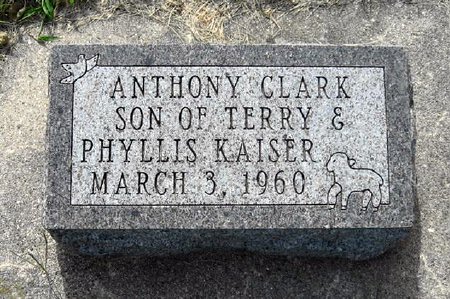 ANTHONY CLARK
SON OF TERRY &
PHYLLIS KAISER
MARCH 3, 1960